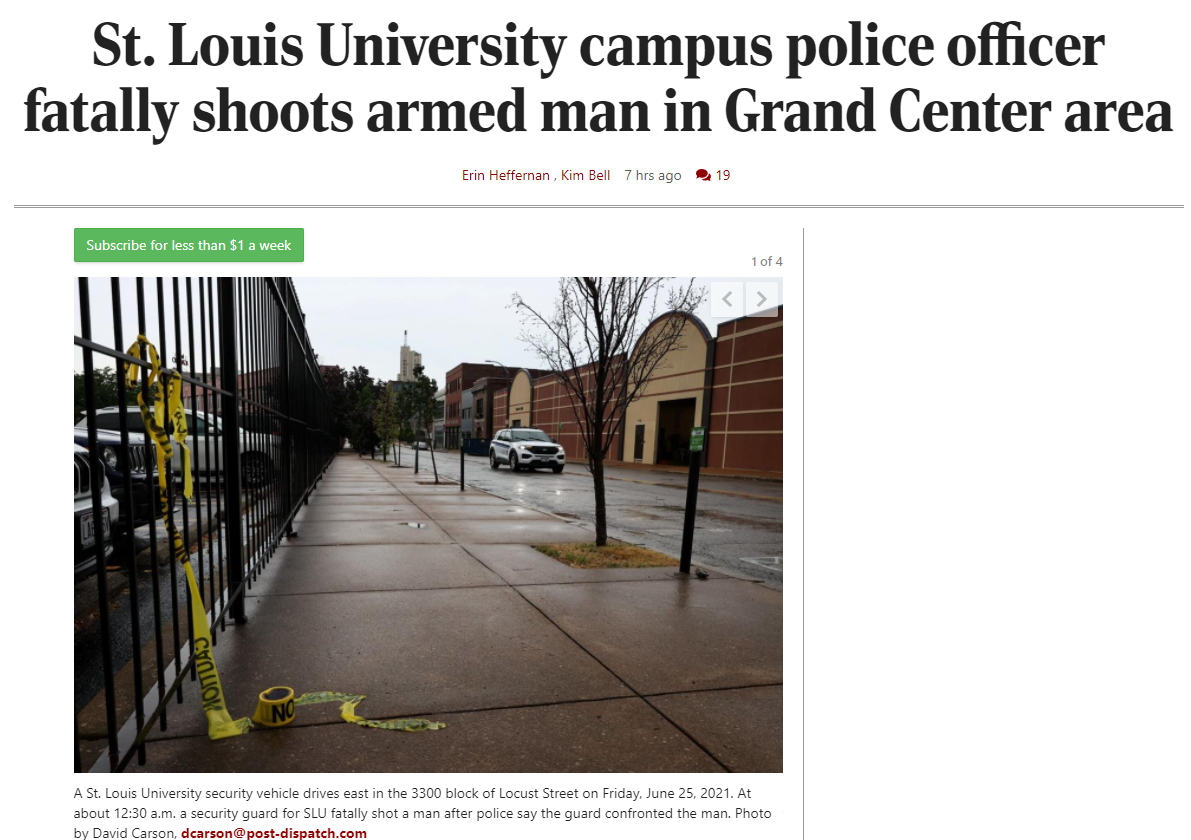 St. Louis University campus police officer
fatally shoots armed man in Grand Center area
Erin Heffernan , Kim Bell 7 hrs ago 19
Subscribe for less than $1 a week
1 of 4
CAUTION
NO
A St. Louis University security vehicle drives east in the 3300 block of Locust Street on Friday, June 25, 2021. At
about 12:30 a.m. a security guard for SLU fatally shot a man after police say the guard confronted the man. Photo
by David Carson, dcarson@post-dispatch.com